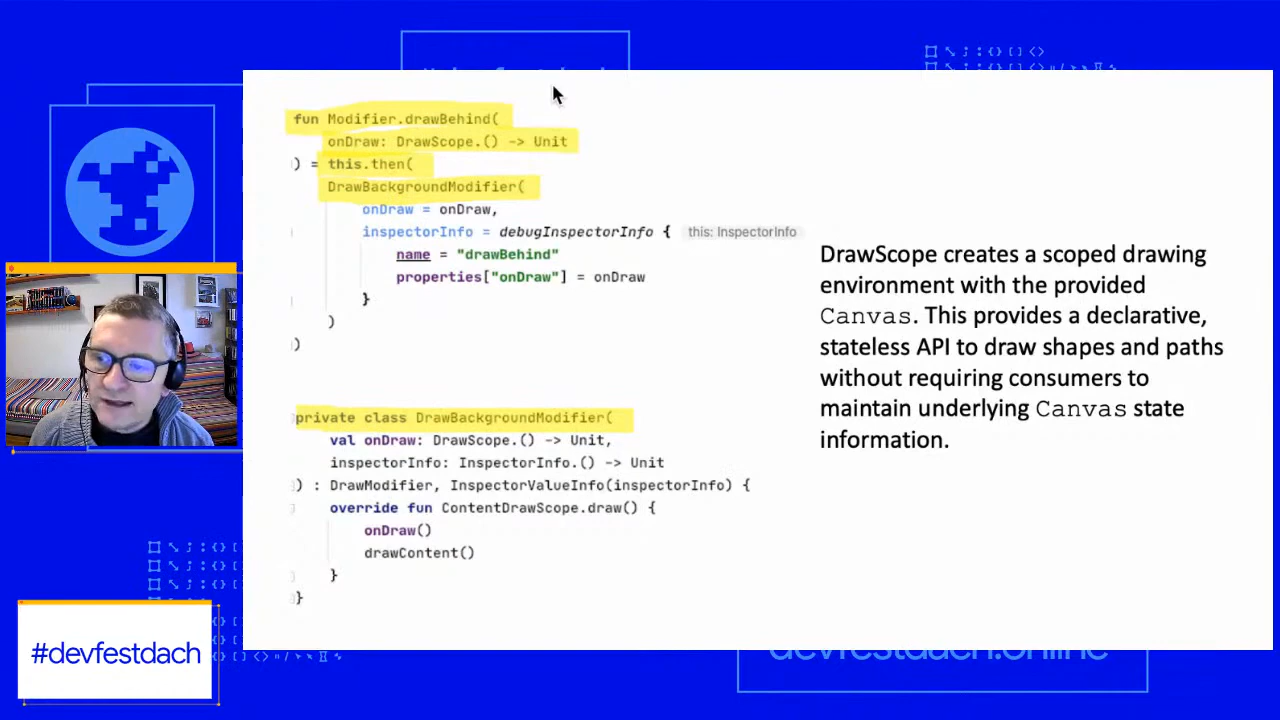 fun Modifier.drawBehind(
onDraw: DrawScope.() -> Unit
) = this.then(
DrawBackgroundModifier(
onDraw = onDraw,
inspectorInfo = debugInspectorInfo { this: InspectorInfo
name = "drawBehind"
properties["onDraw"] = onDraw
}
)
)
private class DrawBackgroundModifier(
val onDraw: DrawScope.() -> Unit,
inspectorInfo: InspectorInfo.() -> Unit
) : DrawModifier, InspectorValueInfo(inspectorInfo) {
override fun ContentDrawScope.draw() {
onDraw()
drawContent()
}
}
DrawScope creates a scoped drawing
environment with the provided
Canvas. This provides a declarative,
stateless API to draw shapes and paths
without requiring consumers to
maintain underlying Canvas state
information.
#devfestdach
devfestdach.online